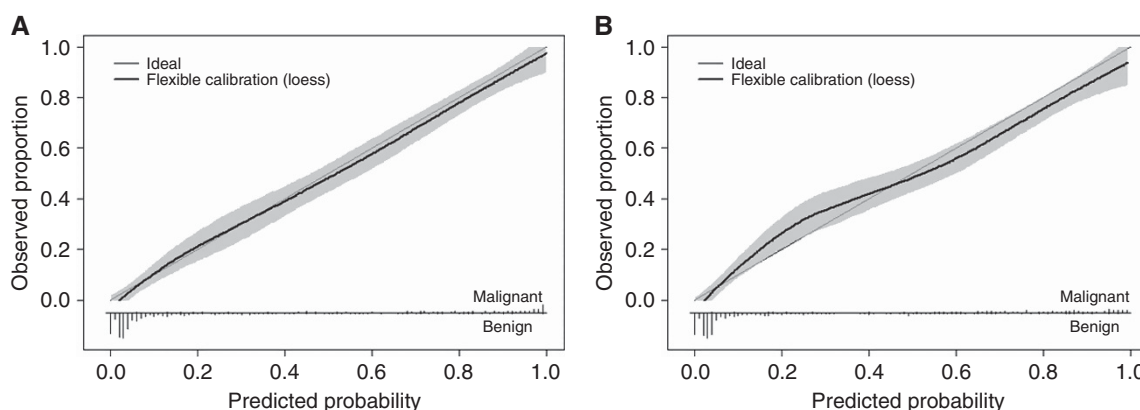 A
Ideal
Flexible calibration (loess)
1.0
0.8
0.6
0.4
0.2
0.0
Observed proportion
Malignant
Benign
0.0 0.2 0.4 0.6 0.8 1.0
Predicted probability
B
Ideal
Flexible calibration (loess)
1.0
0.8
0.6
0.4
0.2
0.0
Observed proportion
Malignant
Benign
0.0 0.2 0.4 0.6 0.8 1.0
Predicted probability